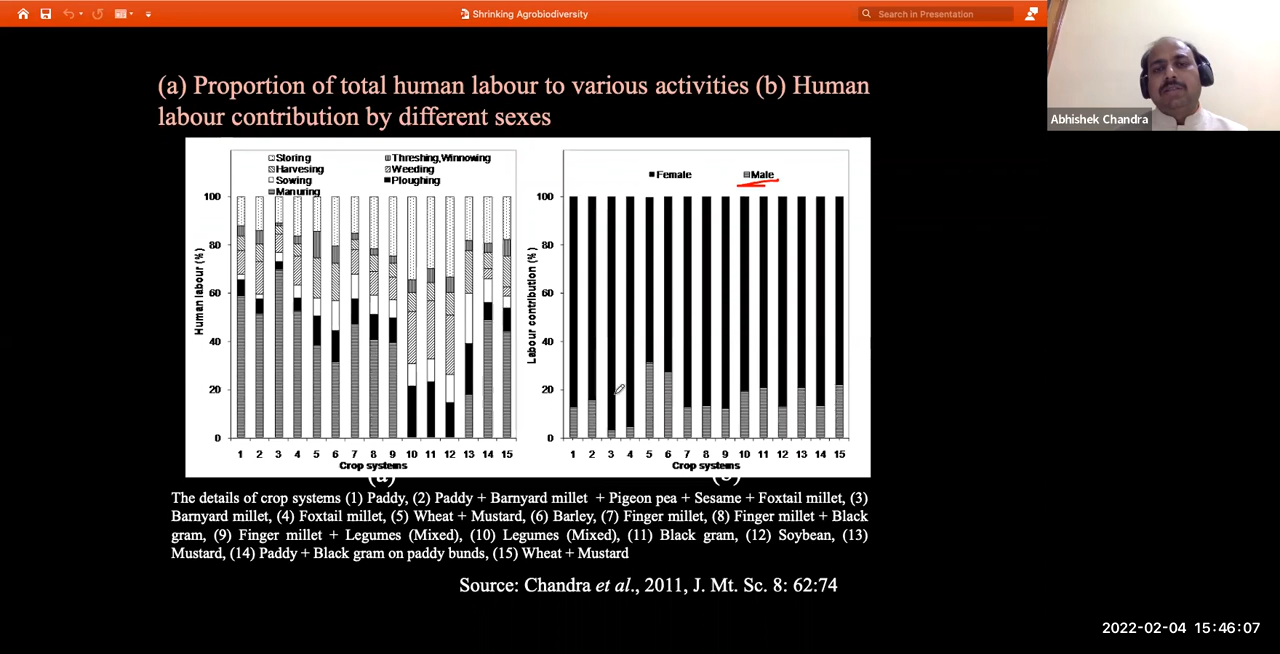 Shrinking Agrobiodiversity
Search in Presentation
Abhishek Chandra
(a) Proportion of total human labour to various activities (b) Human
labour contribution by different sexes
Storing
Threshing,Winnowing
Harvesing
Weeding
Sowing
Ploughing
Manuring
100
80
60
40
20
0
Human labour (%)
1 2 3 4 5 6 7 8 9 10 11 12 13 14 15
Crop systems
(a)
Female Male
100
80
60
40
20
0
Labour contribution (%)
1 2 3 4 5 6 7 8 9 10 11 12 13 14 15
Crop systems
(b)
The details of crop systems (1) Paddy, (2) Paddy + Barnyard millet + Pigeon pea + Sesame + Foxtail millet, (3)
Barnyard millet, (4) Foxtail millet, (5) Wheat + Mustard, (6) Barley, (7) Finger millet, (8) Finger millet + Black
gram, (9) Finger millet + Legumes (Mixed), (10) Legumes (Mixed), (11) Black gram, (12) Soybean, (13)
Mustard, (14) Paddy + Black gram on paddy bunds, (15) Wheat + Mustard
Source: Chandra et al., 2011, J. Mt. Sc. 8: 62:74
2022-02-04 15:46:07